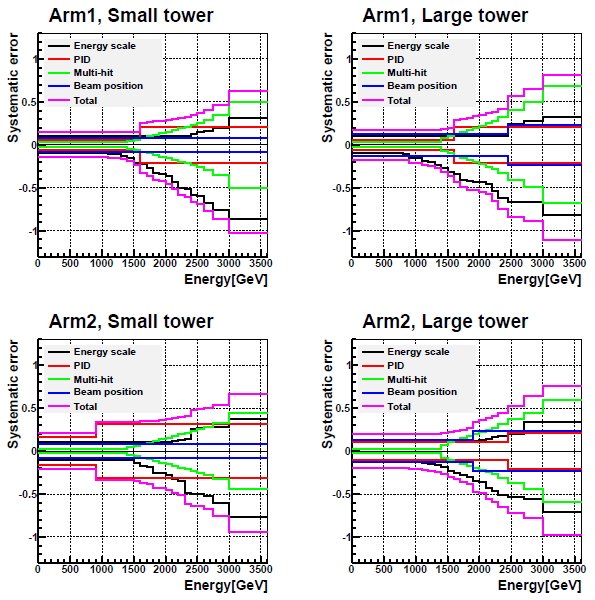 Arm1, Small tower
Systematic error
1
0.5
0
-0.5
-1
Energy scale
PID
Multi-hit
Beam position
Total
0 500 1000 1500 2000 2500 3000 3500
Energy[GeV]
Arm1, Large tower
Systematic error
1
0.5
0
-0.5
-1
Energy scale
PID
Multi-hit
Beam position
Total
0 500 1000 1500 2000 2500 3000 3500
Energy[GeV]
Arm2, Small tower
Systematic error
1
0.5
0
-0.5
-1
Energy scale
PID
Multi-hit
Beam position
Total
0 500 1000 1500 2000 2500 3000 3500
Energy[GeV]
Arm2, Large tower
Systematic error
1
0.5
0
-0.5
-1
Energy scale
PID
Multi-hit
Beam position
Total
0 500 1000 1500 2000 2500 3000 3500
Energy[GeV]